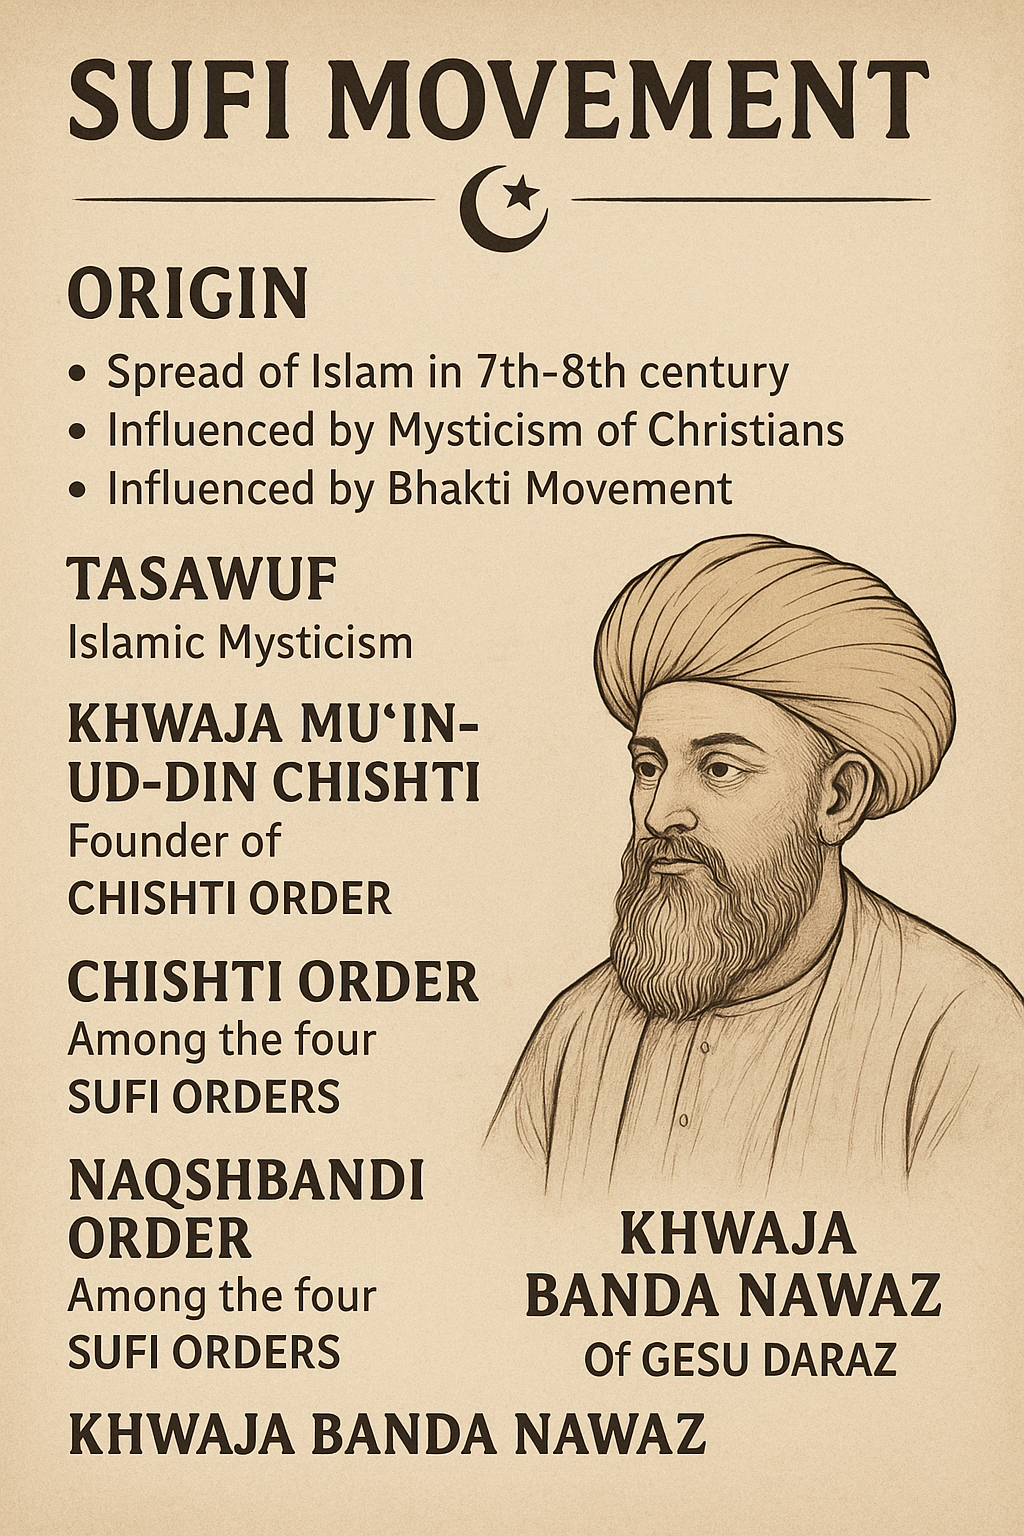 SUFI MOVEMENT
ORIGIN
• Spread of Islam in 7th-8th century
• Influenced by Mysticism of Christians
• Influenced by Bhakti Movement
TASAWUF
Islamic Mysticism
KHWAJA MU‘IN-
UD-DIN CHISHTI
Founder of
CHISHTI ORDER
CHISHTI ORDER
Among the four
SUFI ORDERS
NAQSHBANDI
ORDER
Among the four
SUFI ORDERS
KHWAJA
BANDA NAWAZ
Of GESU DARAZ
KHWAJA BANDA NAWAZ